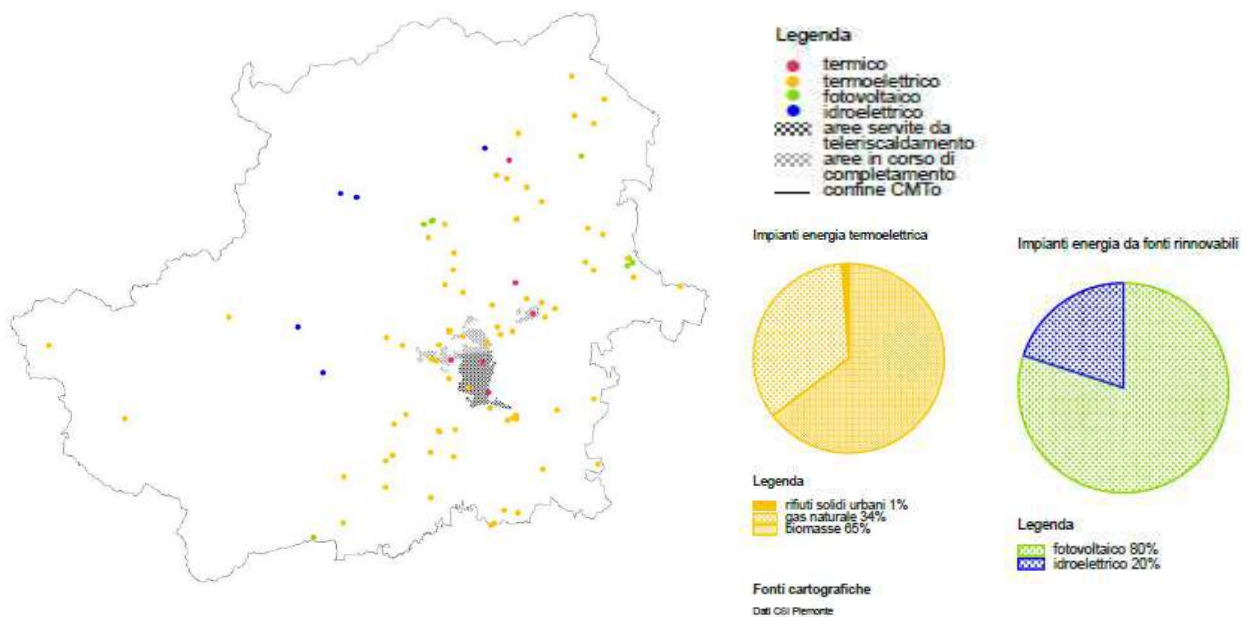 Legenda
termico
termoelettrico
fotovoltaico
idroelettrico
aree servite da
teleriscaldamento
aree in corso di
completamento
confine CMTo
Impianti energia termoelettrica
Legenda
rifiuti solidi urbani 1%
gas naturale 34%
biomasse 65%
Impianti energia da fonti rinnovabili
Legenda
fotovoltaico 80%
idroelettrico 20%
Fonti cartografiche
Dati CSI Piemonte